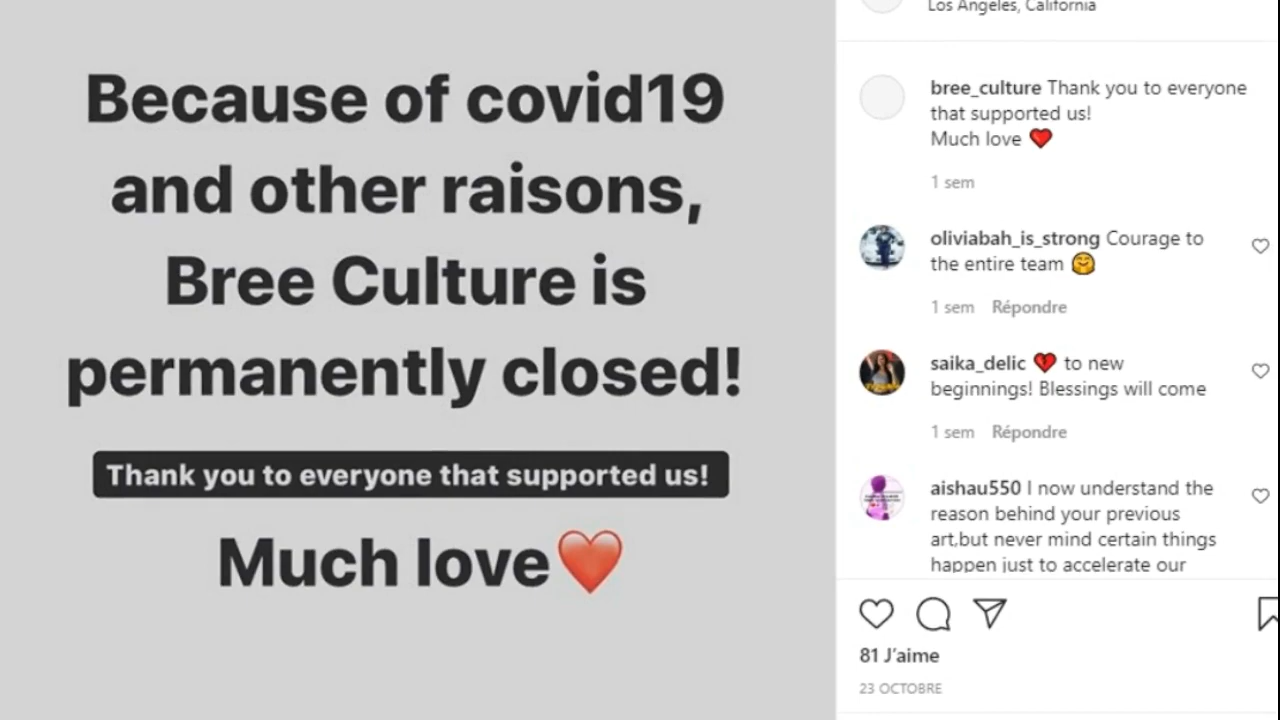 Because of covid19
and other raisons,
Bree Culture is
permanently closed!
Thank you to everyone that supported us!
Much love❤️
Los Angeles, California
bree_culture Thank you to everyone
that supported us!
Much love ❤️
1 sem
oliviabah_is_strong Courage to
the entire team 🤗
1 sem Répondre
saika_delic 💔 to new
beginnings! Blessings will come
1 sem Répondre
aishau550 I now understand the
reason behind your previous
art,but never mind certain things
happen just to accelerate our
81 J’aime
23 OCTOBRE